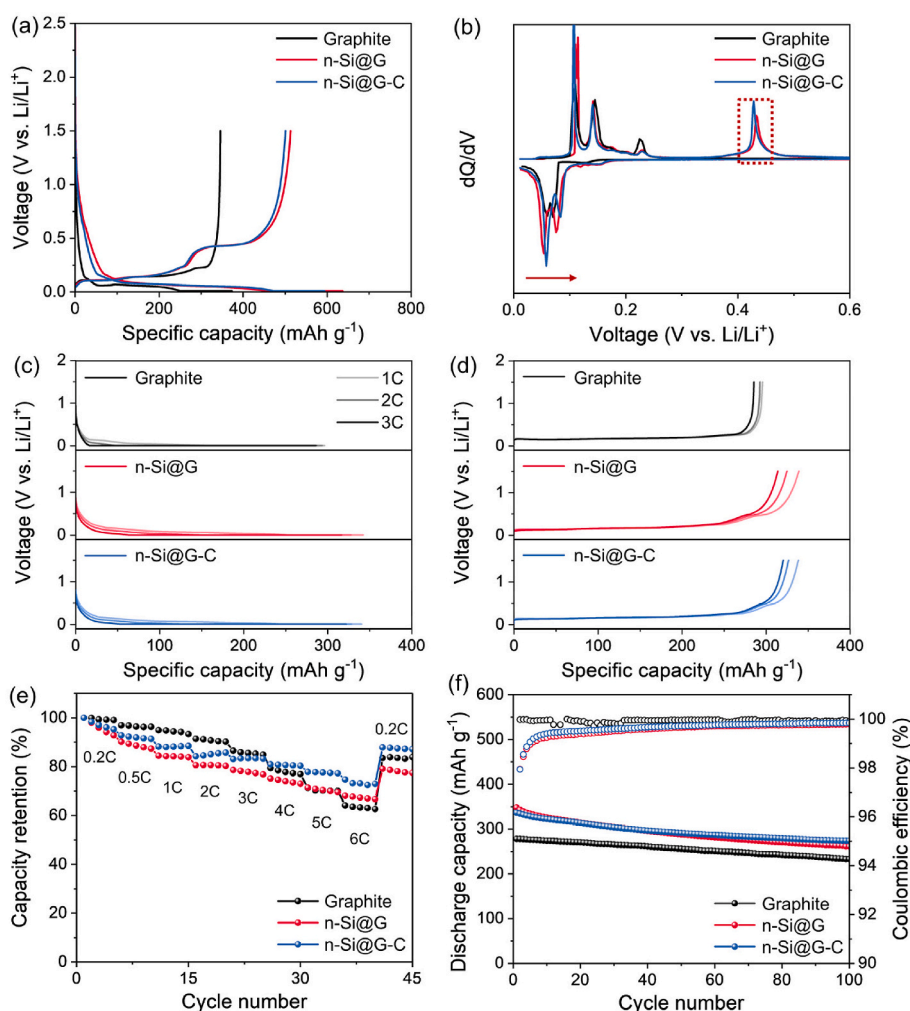 (a)
2.5
2.0
1.5
1.0
0.5
0.0
Voltage (V vs. Li/Li⁺)
Graphite
n-Si@G
n-Si@G-C
0 200 400 600 800
Specific capacity (mAh g⁻¹)
(b)
dQ/dV
Graphite
n-Si@G
n-Si@G-C
0.0 0.2 0.4 0.6
Voltage (V vs. Li/Li⁺)
(c)
2
1
0
1
0
1
0
Voltage (V vs. Li/Li⁺)
Graphite
1C
2C
3C
n-Si@G
n-Si@G-C
0 100 200 300 400
Specific capacity (mAh g⁻¹)
(d)
2
1
0
1
0
1
0
Voltage (V vs. Li/Li⁺)
Graphite
n-Si@G
n-Si@G-C
0 100 200 300 400
Specific capacity (mAh g⁻¹)
(e)
100
80
60
40
20
0
Capacity retention (%)
0.2C
0.5C
1C
2C
3C
4C
5C
6C
0.2C
Graphite
n-Si@G
n-Si@G-C
0 15 30 45
Cycle number
(f)
600
500
400
300
200
100
0
Discharge capacity (mAh g⁻¹)
100
98
96
94
92
90
Coulombic efficiency (%)
Graphite
n-Si@G
n-Si@G-C
0 20 40 60 80 100
Cycle number